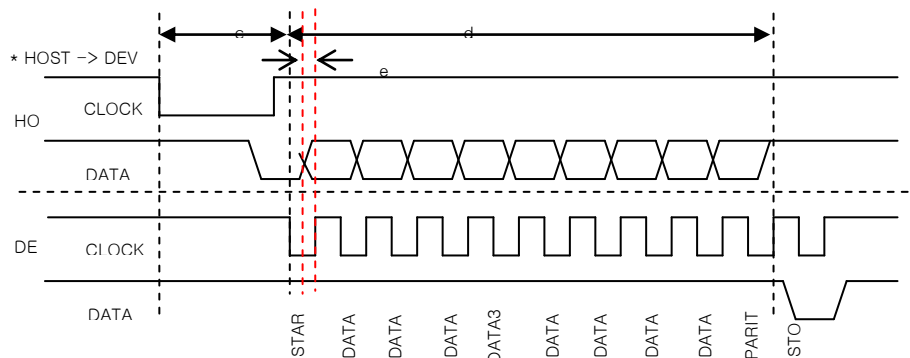 c d
* HOST -> DEV
e
CLOCK
HO
DATA
DE CLOCK
DATA
STAR DATA DATA DATA DATA3 DATA DATA DATA DATA PARIT STO